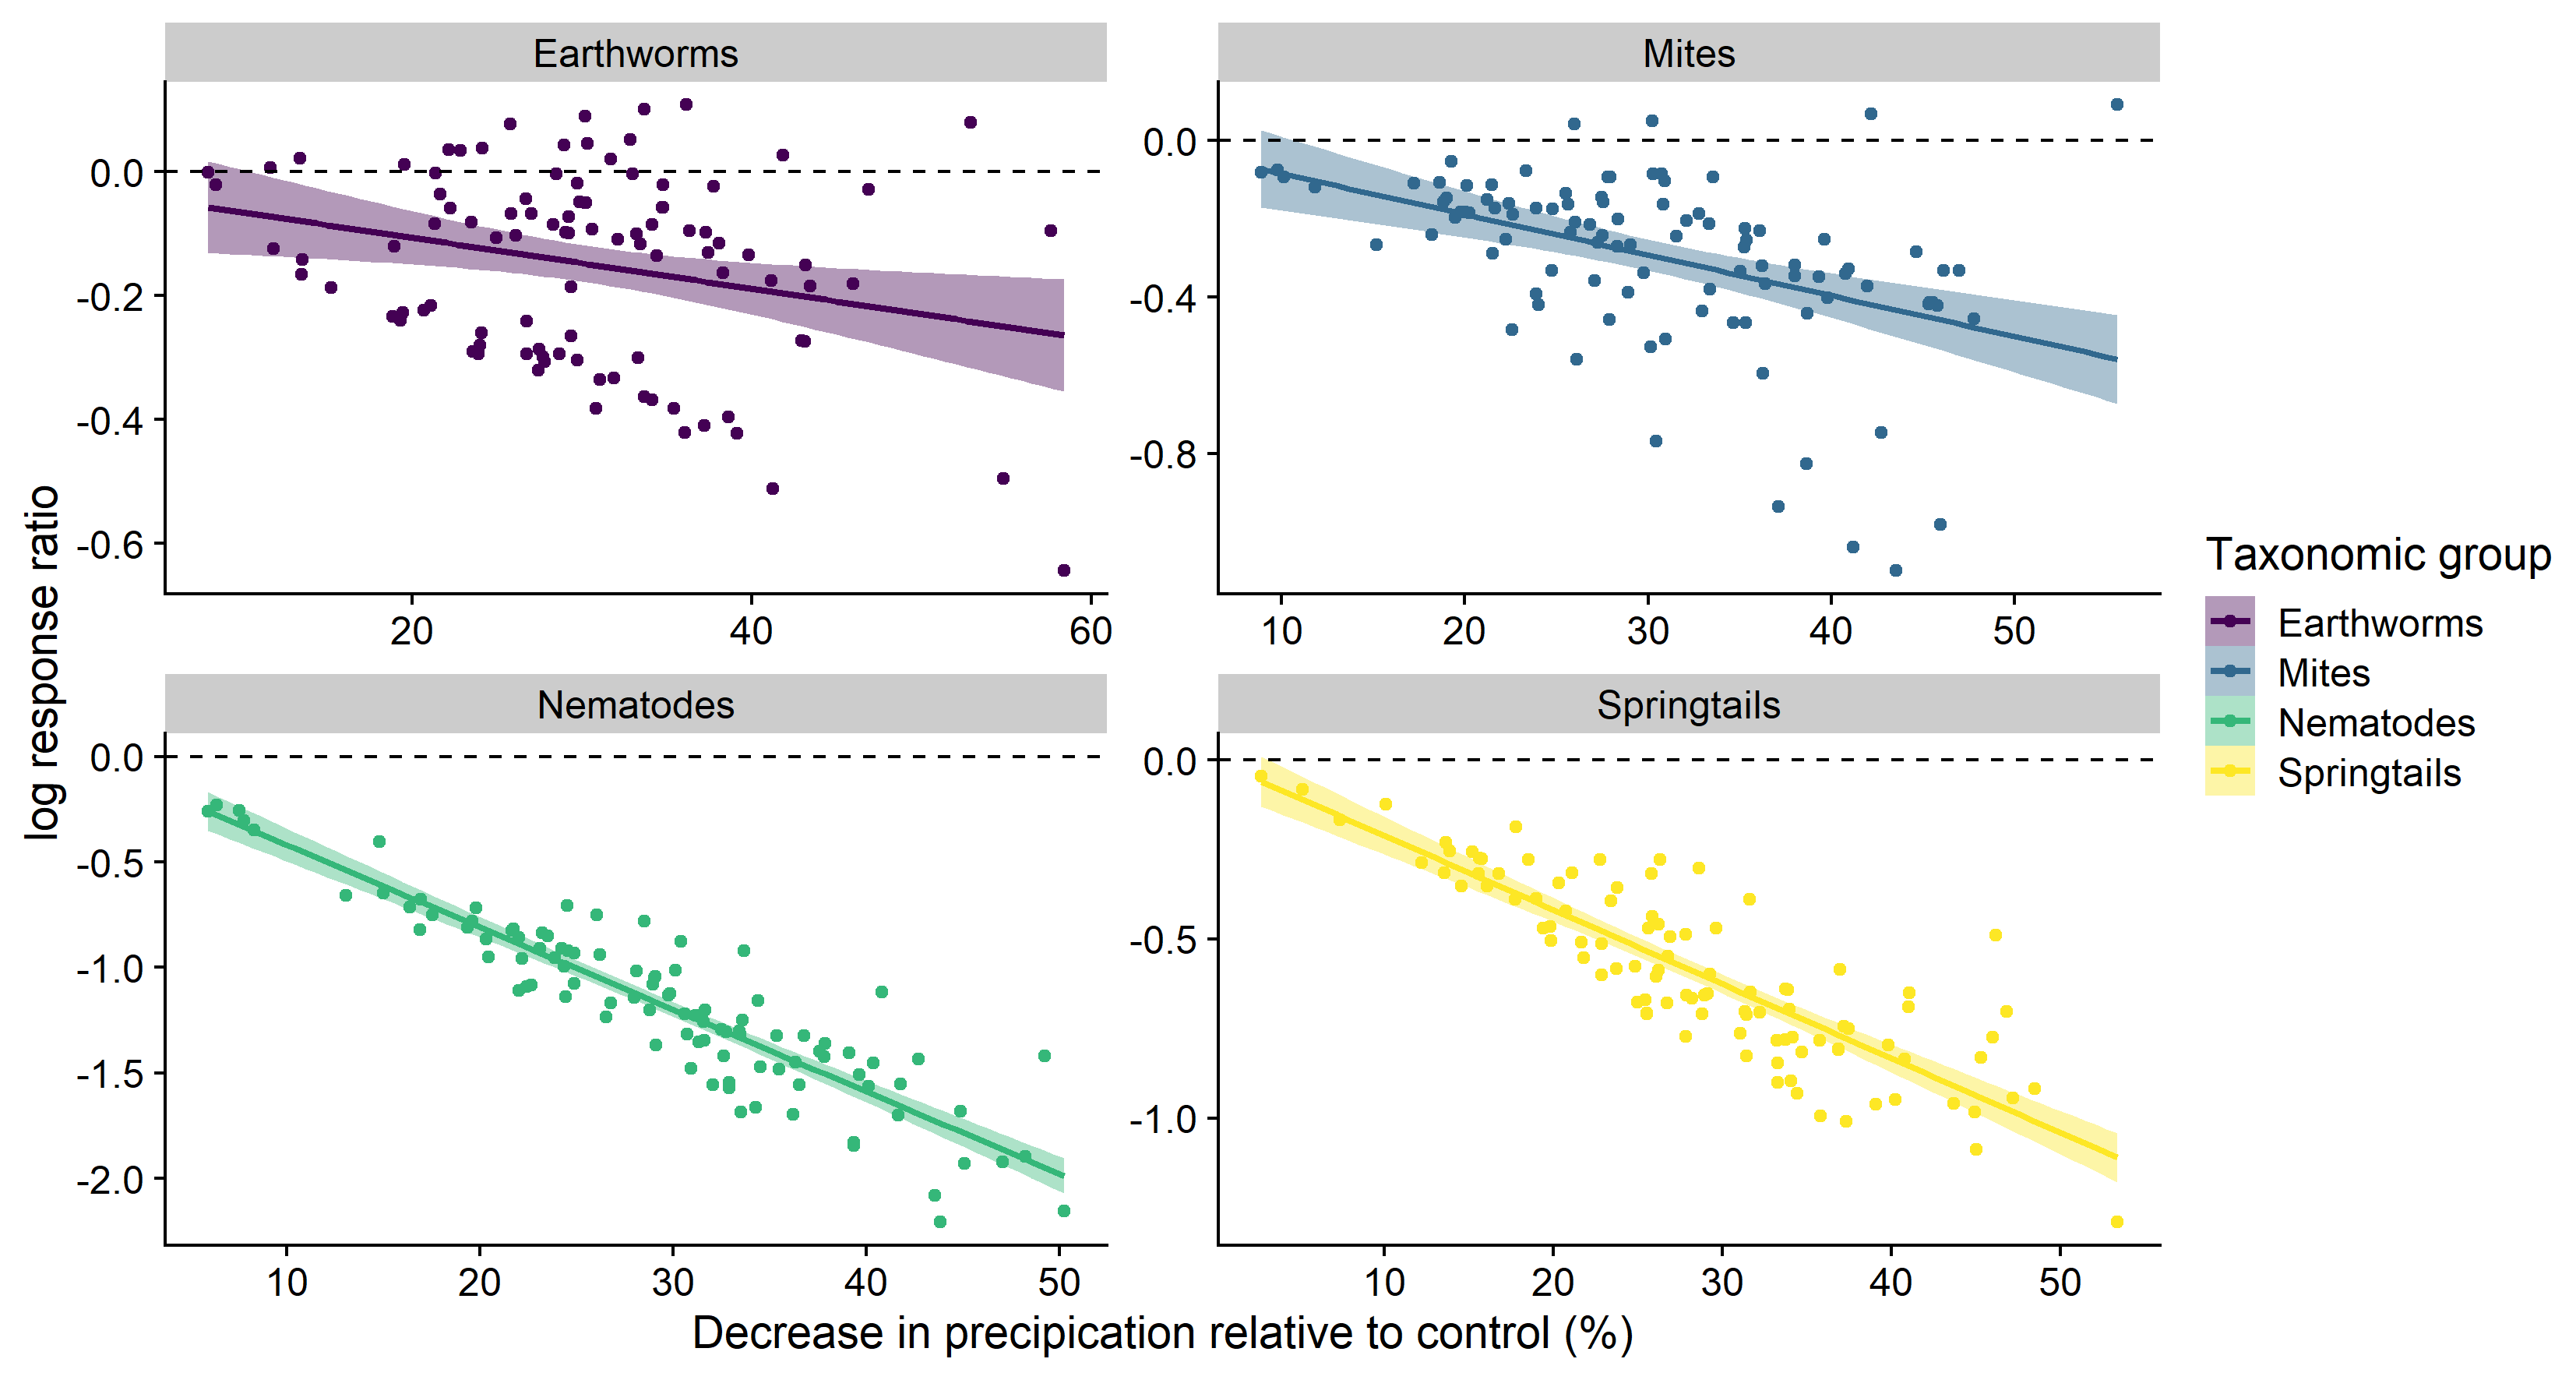 Earthworms
Mites
0.0
-0.2
-0.4
-0.6
20 40 60
0.0
-0.4
-0.8
10 20 30 40 50
Nematodes
Springtails
0.0
-0.5
-1.0
-1.5
-2.0
10 20 30 40 50
0.0
-0.5
-1.0
10 20 30 40 50
log response ratio
Decrease in precipication relative to control (%)
Taxonomic group
Earthworms
Mites
Nematodes
Springtails